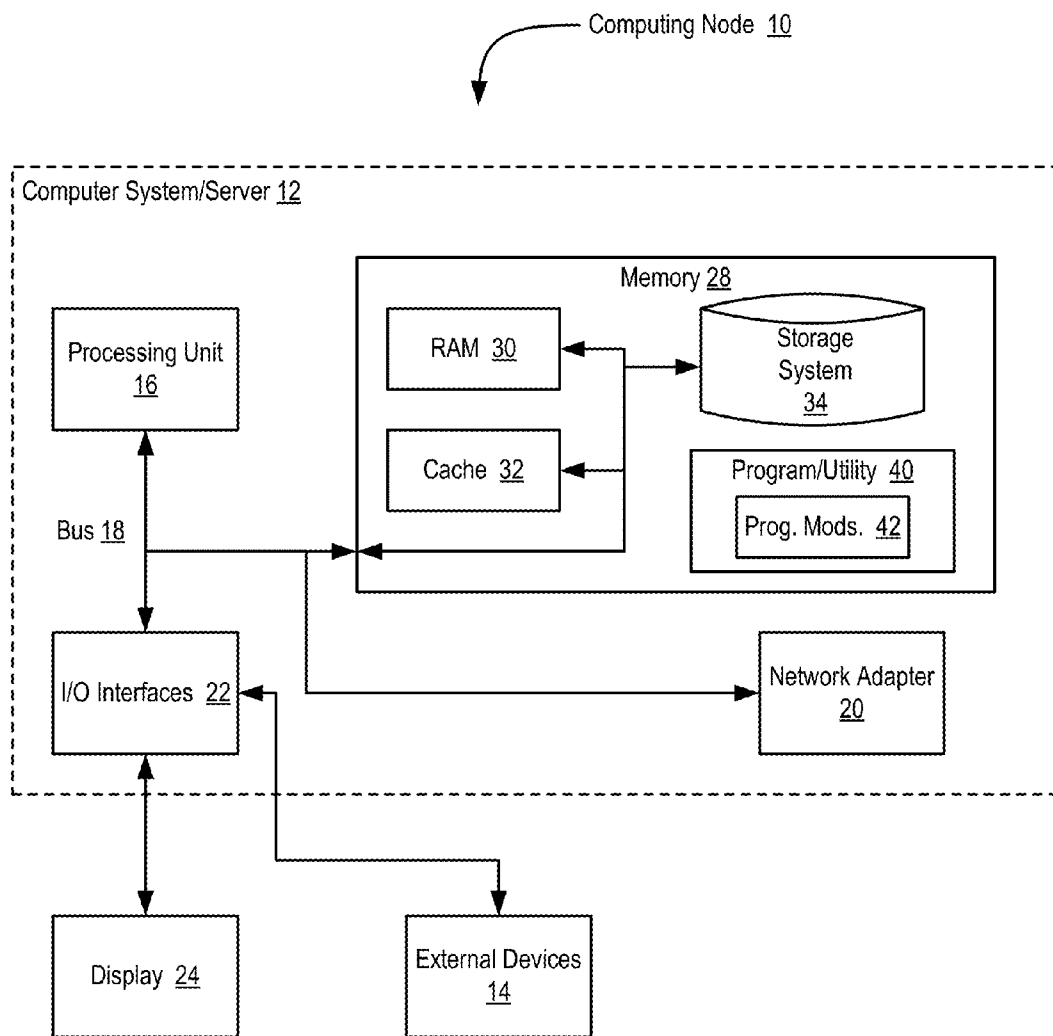 Computing Node 10
Computer System/Server 12
Memory 28
Processing Unit
16
RAM 30
Storage
System
34
Cache 32
Program/Utility 40
Prog. Mods. 42
Bus 18
I/O Interfaces 22
Network Adapter
20
Display 24
External Devices
14